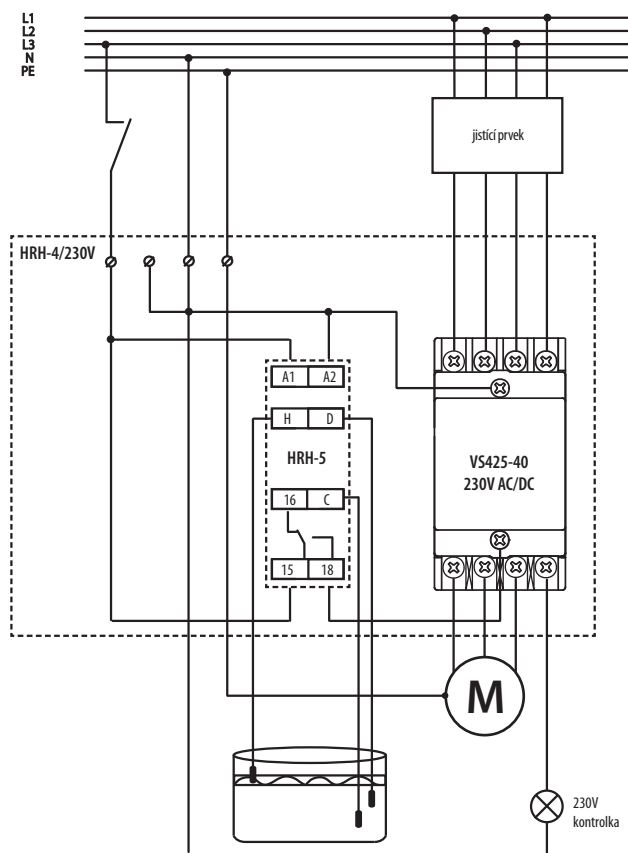 L1
L2
L3
N
PE
jistící prvek
HRH-4/230V
A1 A2
H D
HRH-5
VS425-40
230V AC/DC
16 C
15 18
M
230V
kontrolka